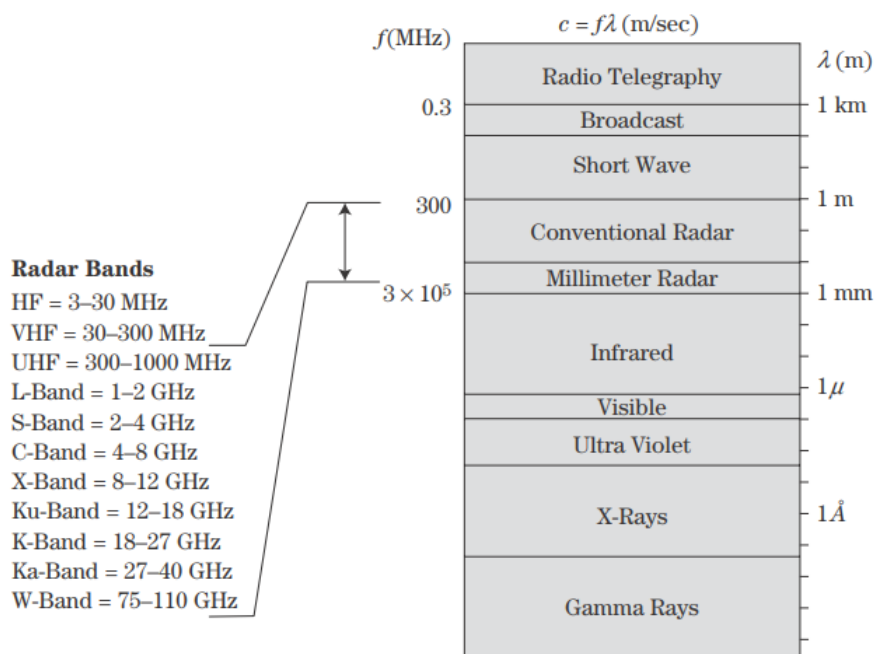 c = fλ (m/sec)
f(MHz)
λ (m)
Radio Telegraphy
0.3
1 km
Broadcast
Short Wave
300
1 m
Conventional Radar
Millimeter Radar
3 × 10⁵
1 mm
Infrared
1μ
Visible
Ultra Violet
X-Rays
1Å
Gamma Rays
Radar Bands
HF = 3–30 MHz
VHF = 30–300 MHz
UHF = 300–1000 MHz
L-Band = 1–2 GHz
S-Band = 2–4 GHz
C-Band = 4–8 GHz
X-Band = 8–12 GHz
Ku-Band = 12–18 GHz
K-Band = 18–27 GHz
Ka-Band = 27–40 GHz
W-Band = 75–110 GHz